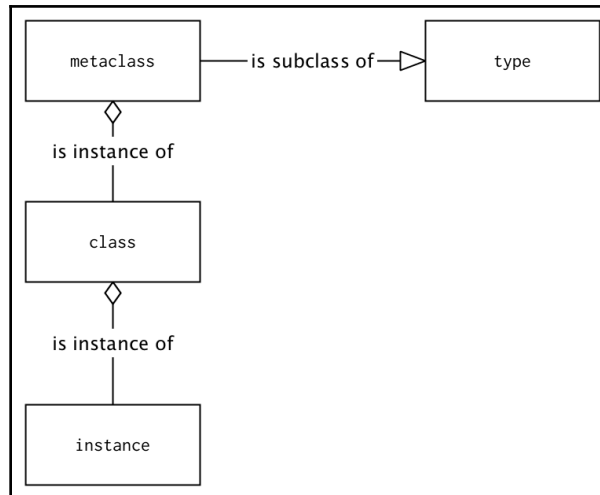 metaclass
is subclass of
type
is instance of
class
is instance of
instance